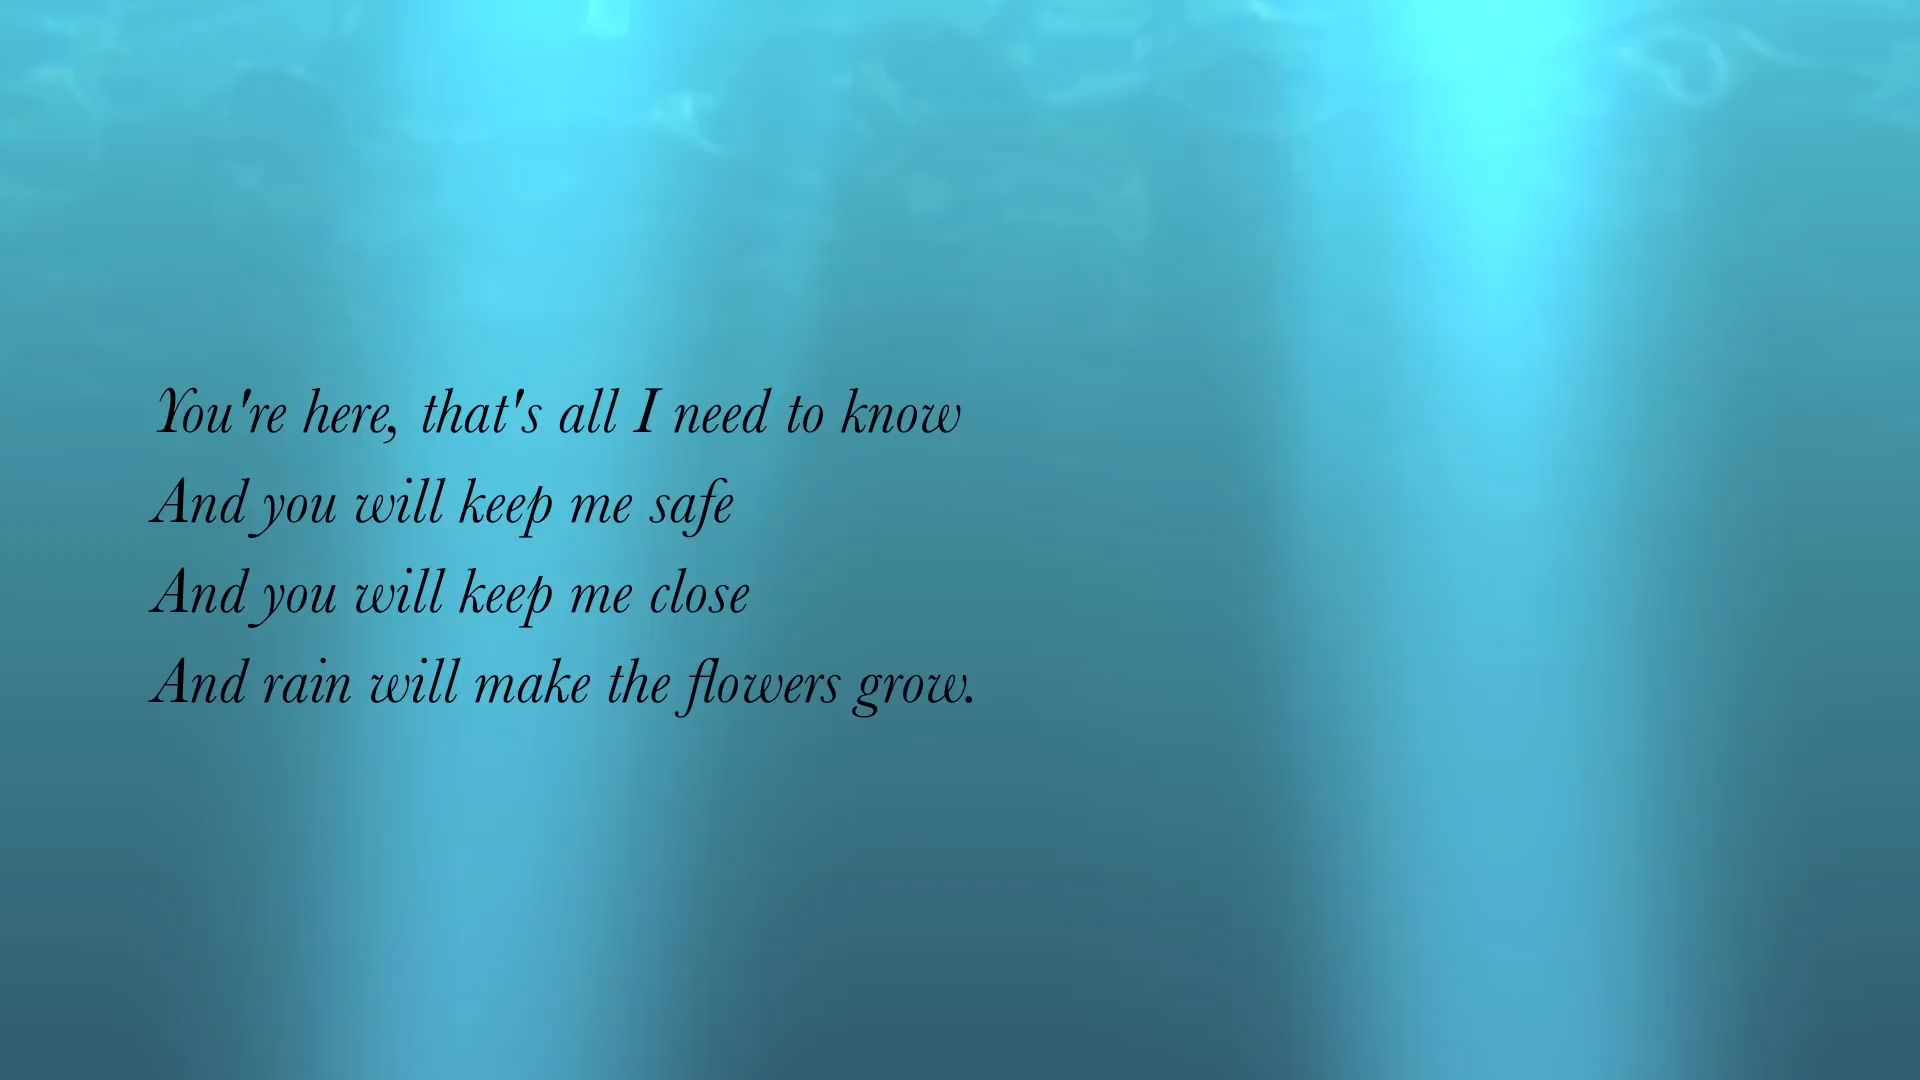 You're here, that's all I need to know
And you will keep me safe
And you will keep me close
And rain will make the flowers grow.